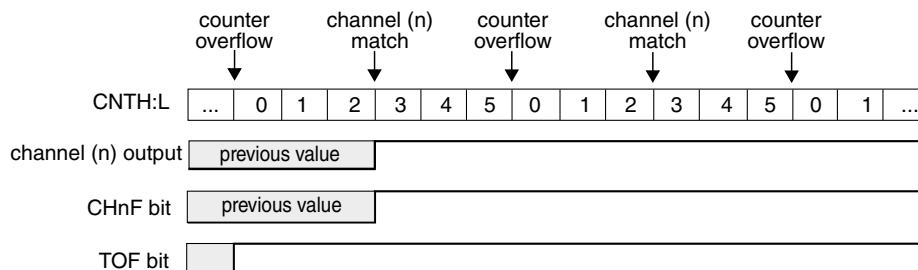 counter overflow
channel (n) match
counter overflow
channel (n) match
counter overflow
CNTH:L ... 0 1 2 3 4 5 0 1 2 3 4 5 0 1 ...
channel (n) output previous value
CHnF bit previous value
TOF bit